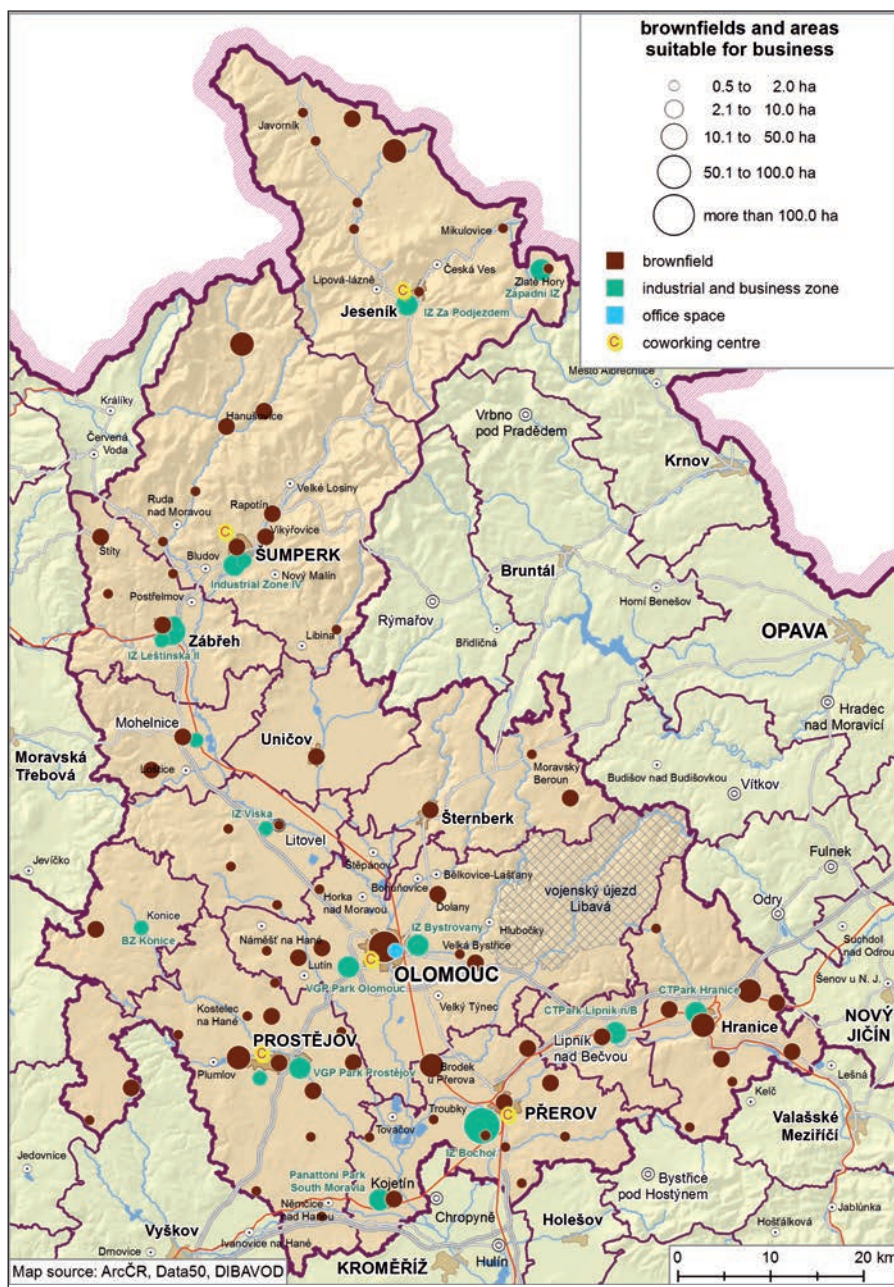 brownfields and areas
suitable for business
0.5 to 2.0 ha
2.1 to 10.0 ha
10.1 to 50.0 ha
50.1 to 100.0 ha
more than 100.0 ha
brownfield
industrial and business zone
office space
C coworking centre
Javorník
Mikulovice
Česká Ves
Lipová-lázně
Zlaté Hory
Západní IZ
C
Jeseník
IZ Za Podjezdem
Město Albrechtice
Králíky
Hanušovice
Vrbno
pod Pradědem
Červená
Voda
Krnov
Velké Losiny
Ruda
nad Moravou
Rapotín
C
Vikýřovice
Štíty
Bludov
ŠUMPERK
Bruntál
Industrial Zone IV
Nový Malín
Postřelmov
Rýmařov
Horní Benešov
OPAVA
Zábřeh
Libina
Břidličná
IZ Leštinska II
Hradec
nad Moravicí
Mohelnice
Uničov
Moravská
Třebová
Moravský
Beroun
Budišov nad Budišovkou
Vítkov
Loštice
IZ Víska
Šternberk
Litovel
Fulnek
Jevíčko
Štěpánov
Bělkovice-Lašťany
vojenský újezd
Libavá
Bohuňovice
Horka
nad Moravou
Dolany
Odry
Konice
BZ Konice
IZ Bystrovany
Hlubočky
Suchdol
nad Odrou
Náměšť na Hané
Velká Bystřice
Lutín
C
OLOMOUC
Šenov u N. J.
VGP Park Olomouc
CTPark Hranice
Velký Týnec
CTPark Lipník n/B
NOVÝ
JIČÍN
Kostelec
na Hané
Hranice
PROSTĚJOV
Lipník
nad Bečvou
C
Plumlov
VGP Park Prostějov
Brodek
u Přerova
Lešná
Kelč
Troubky
C
PŘEROV
Valašské
Meziříčí
Tovačov
IZ Bochoř
Jedovnice
Panattoni Park
South Moravia
Kojetín
Bystřice
pod Hostýnem
Němčice
nad Hanou
Jablůnka
Chropyně
Holešov
Vyškov
Hošťálková
Drnovice
Ivanovice na Hané
Hulín
KROMĚŘÍŽ
Map source: ArcČR, Data50, DIBAVOD
0 10 20 km